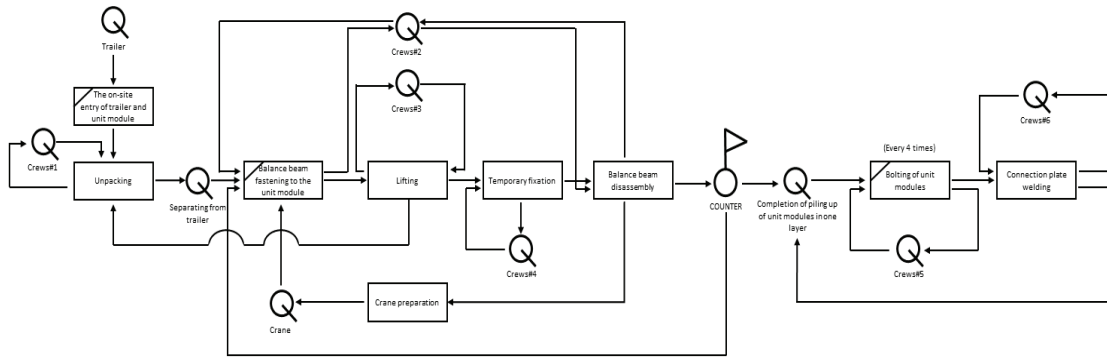 Trailer
The on-site
entry of trailer and
unit module
Crews#1
Unpacking
Separating from
trailer
Crews#2
Crews#3
Balance beam
fastening to the
unit module
Lifting
Temporary fixation
Balance beam
disassembly
Crews#4
Crane preparation
Crane
COUNTER
Completion of piling up
of unit modules in one
layer
(Every 4 times)
Bolting of unit
modules
Crews#5
Crews#6
Connection plate
welding